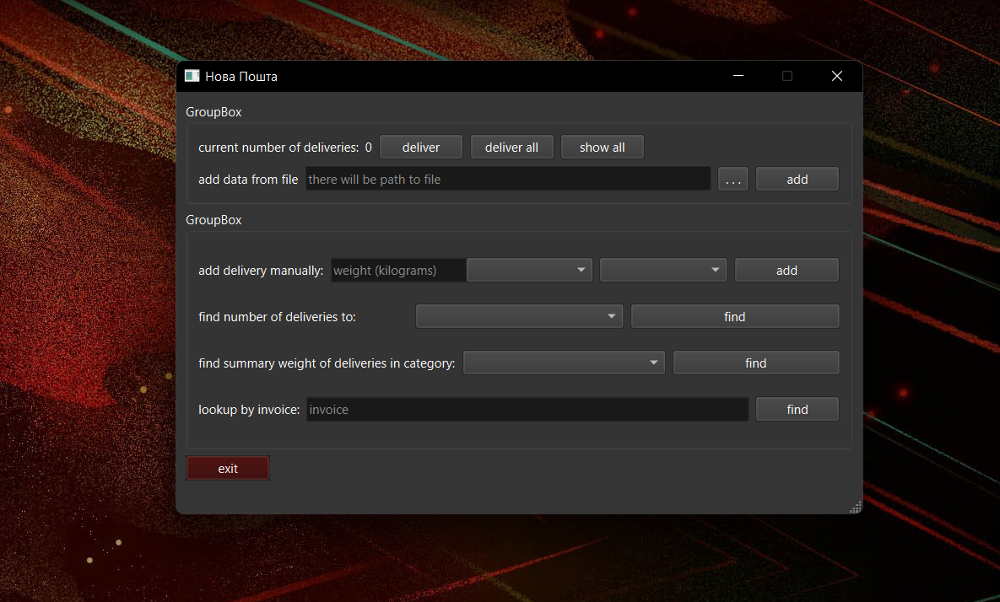 Нова Пошта
GroupBox
current number of deliveries: 0 deliver deliver all show all
add data from file there will be path to file ... add
GroupBox
add delivery manually: weight (kilograms) add
find number of deliveries to: find
find summary weight of deliveries in category: find
lookup by invoice: invoice find
exit